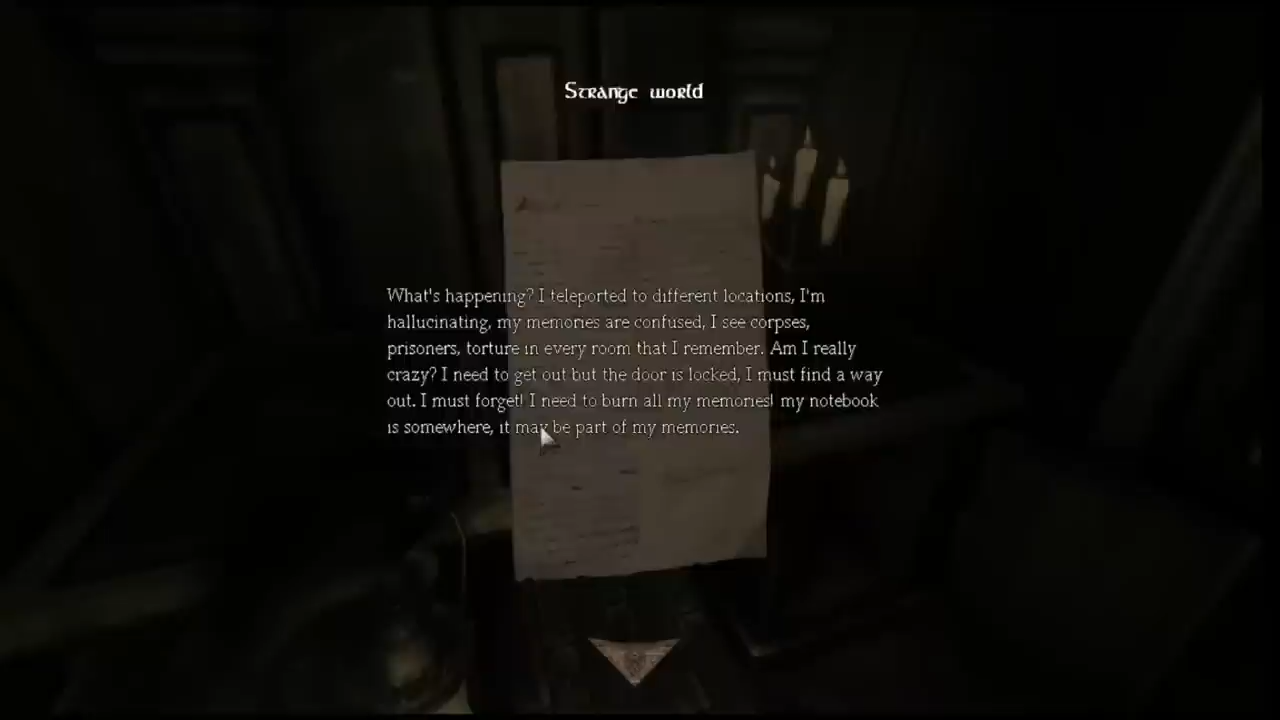 Strange world
What's happening? I teleported to different locations, I'm
hallucinating, my memories are confused, I see corpses,
prisoners, torture in every room that I remember. Am I really
crazy? I need to get out but the door is locked, I must find a way
out. I must forget! I need to burn all my memories! my notebook
is somewhere, it may be part of my memories.